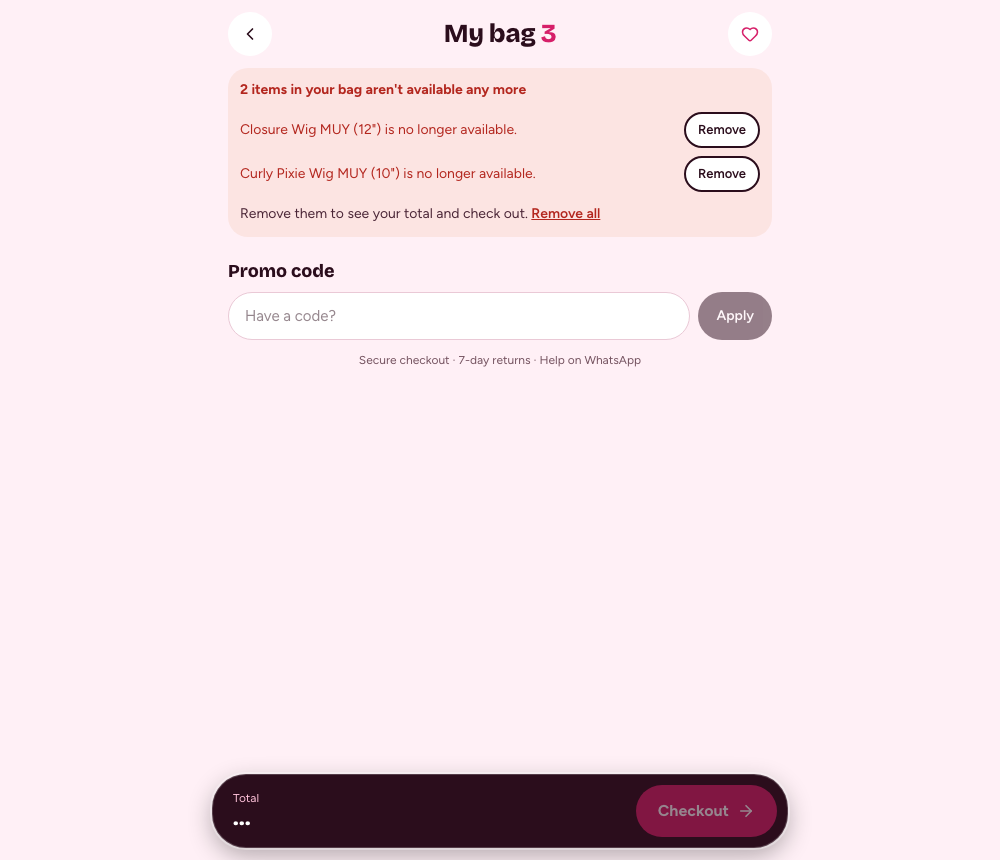 My bag 3
2 items in your bag aren't available any more
Closure Wig MUY (12") is no longer available.
Remove
Curly Pixie Wig MUY (10") is no longer available.
Remove
Remove them to see your total and check out. Remove all
Promo code
Have a code?
Apply
Secure checkout · 7-day returns · Help on WhatsApp
Total
...
Checkout